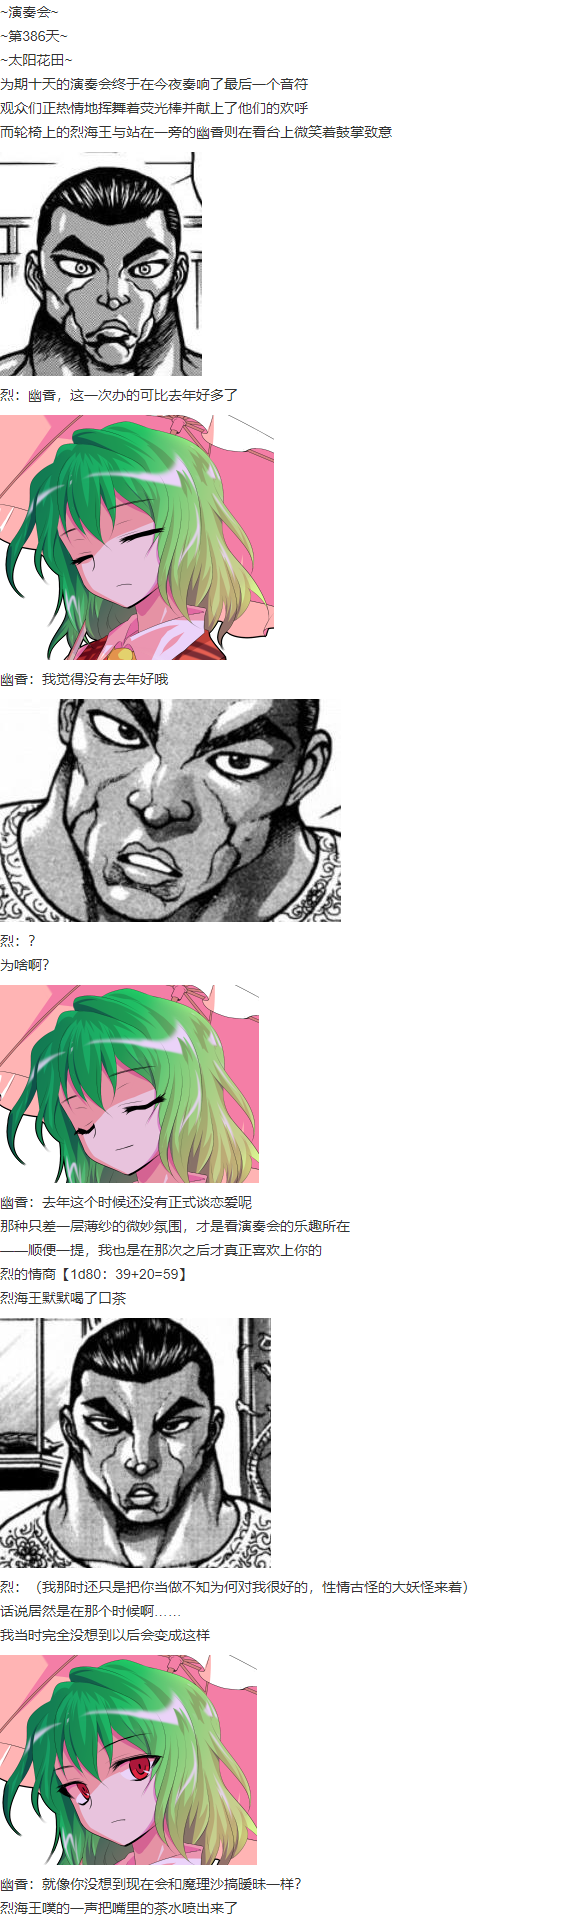 ~演奏会~
~第386天~
~太阳花田~
为期十天的演奏会终于在今夜奏响了最后一个音符
观众们正热情地挥舞着荧光棒并献上了他们的欢呼
而轮椅上的烈海王与站在一旁的幽香则在看台上微笑着鼓掌致意
烈：幽香，这一次办的可比去年好多了
幽香：我觉得没有去年好哦
烈：？
为啥啊？
幽香：去年这个时候还没有正式谈恋爱呢
那种只差一层薄纱的微妙氛围，才是看演奏会的乐趣所在
——顺便一提，我也是在那次之后才真正喜欢上你的
烈的情商【1d80：39+20=59】
烈海王默默喝了口茶
烈：（我那时还只是把你当做不知为何对我很好的，性情古怪的大妖怪来着）
话说居然是在那个时候啊……
我当时完全没想到以后会变成这样
幽香：就像你没想到现在会和魔理沙搞暧昧一样？
烈海王噗的一声把嘴里的茶水喷出来了